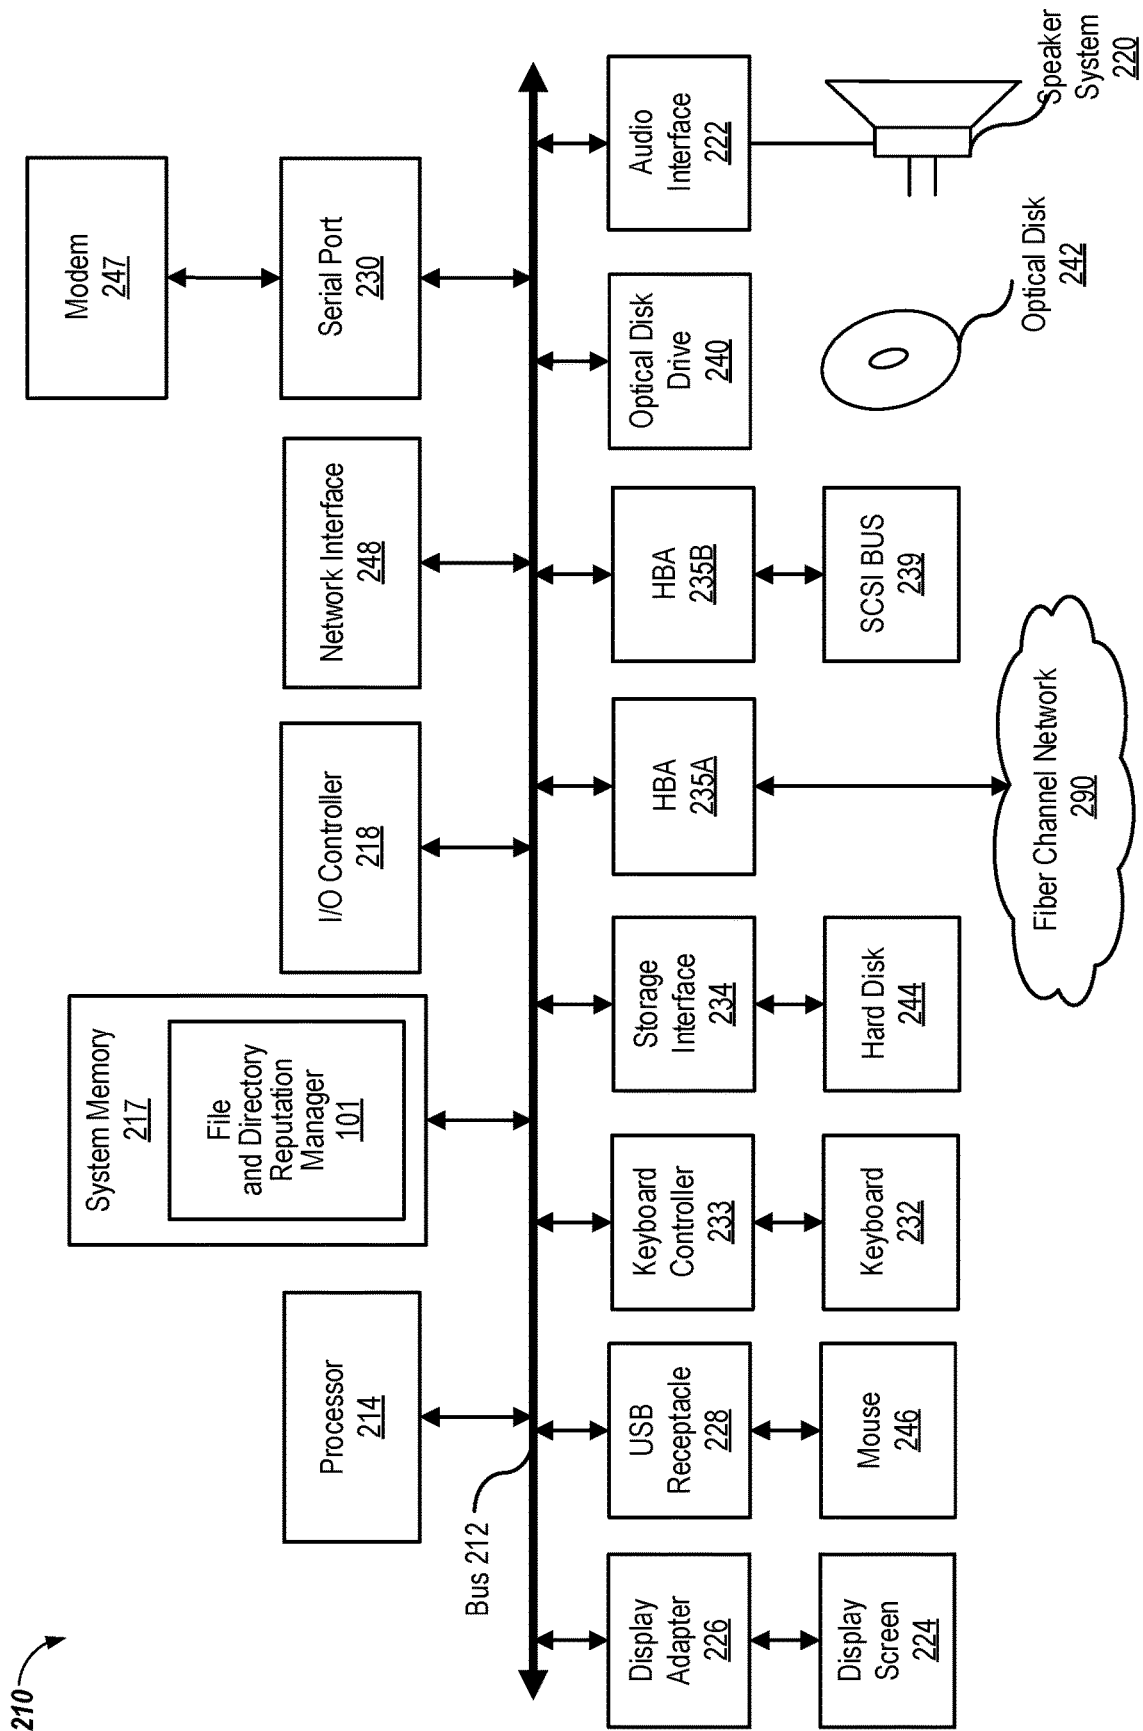 210
Processor
214
System Memory
217
File
and Directory
Reputation
Manager
101
I/O Controller
218
Network Interface
248
Serial Port
230
Modem
247
Bus 212
Display
Adapter
226
USB
Receptacle
228
Keyboard
Controller
233
Storage
Interface
234
HBA
235A
HBA
235B
Optical Disk
Drive
240
Audio
Interface
222
Display
Screen
224
Mouse
246
Keyboard
232
Hard Disk
244
Fiber Channel Network
290
SCSI BUS
239
Optical Disk
242
Speaker
System
220